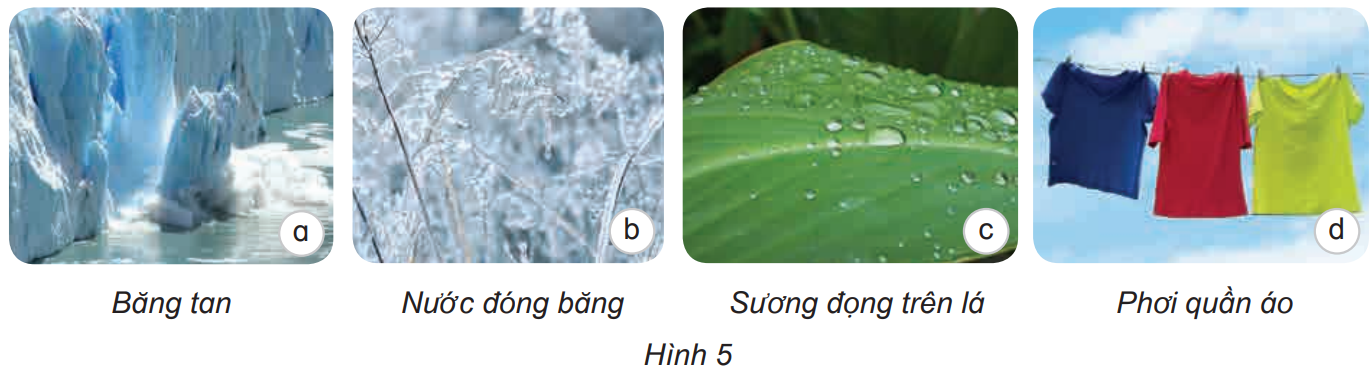 a b c d
Băng tan Nước đóng băng Sương đọng trên lá Phơi quần áo
Hình 5